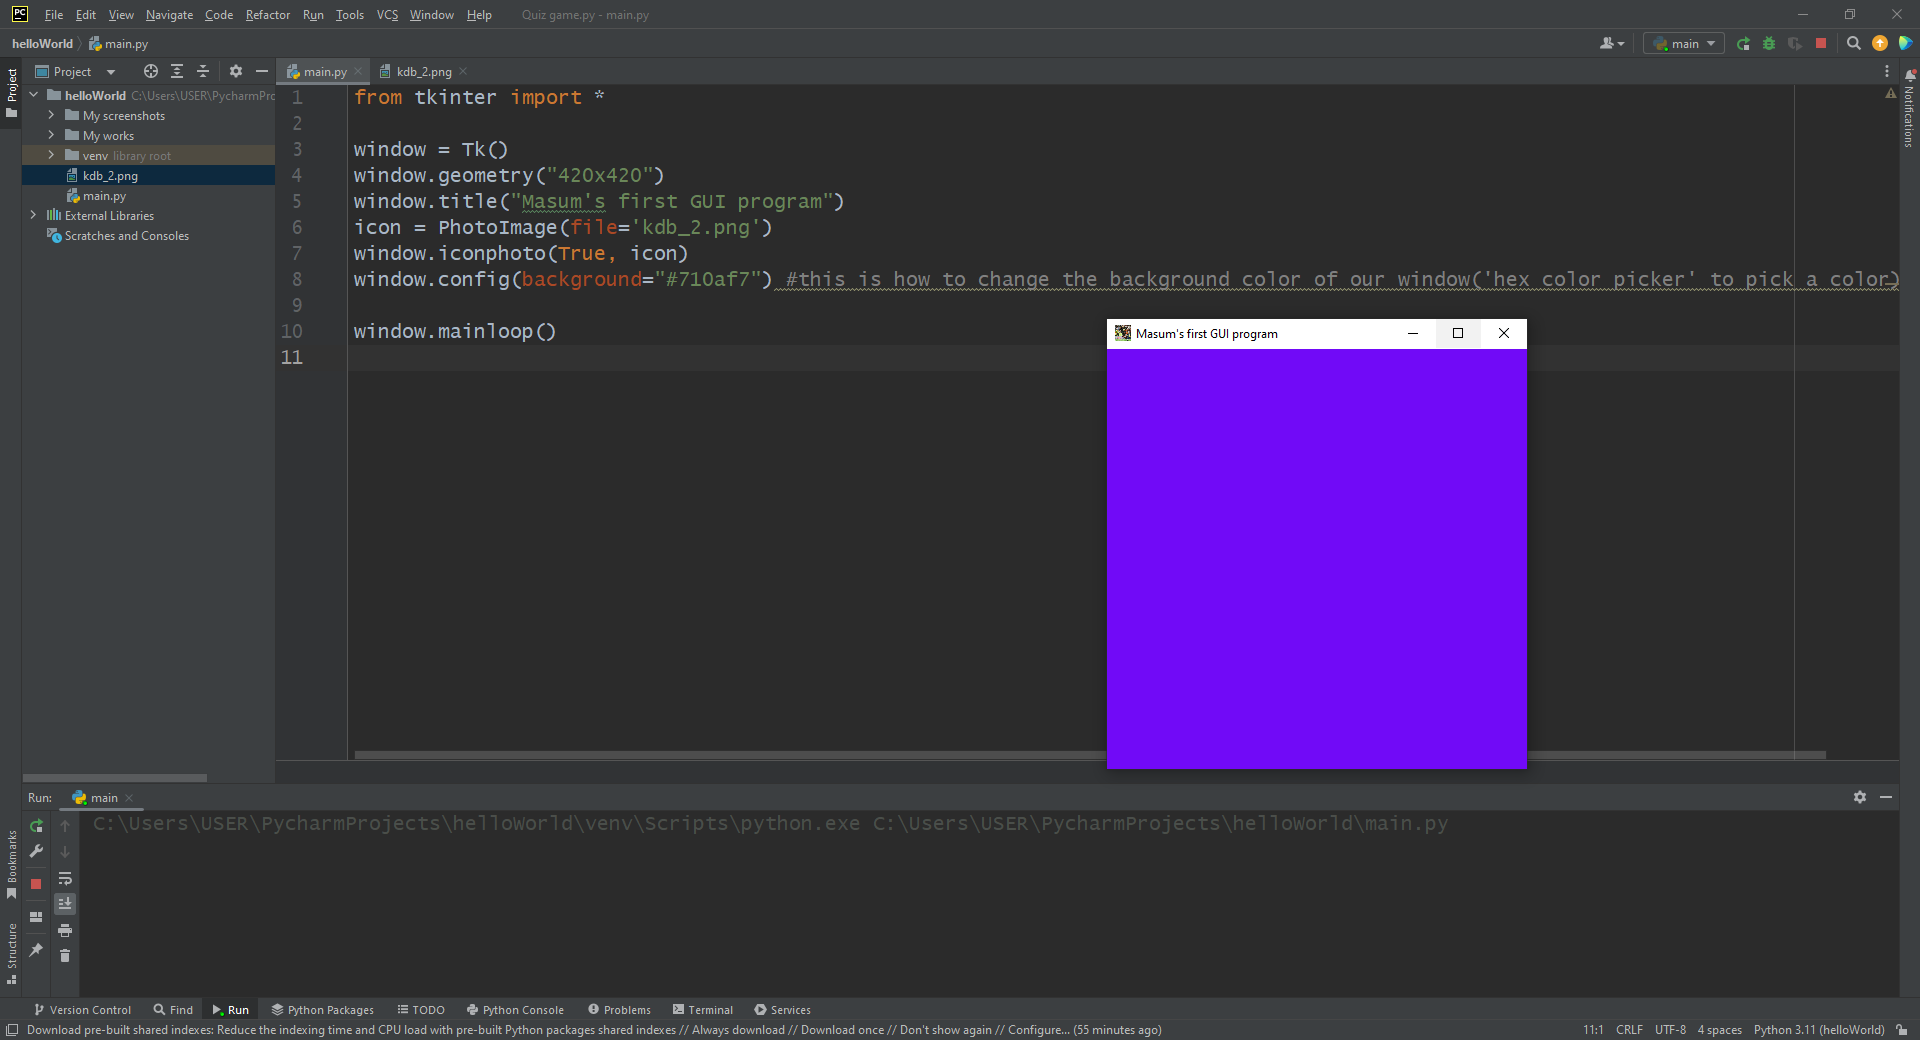 PC File Edit View Navigate Code Refactor Run Tools VCS Window Help Quiz game.py - main.py
helloWorld main.py main
Project main.py kdb_2.png
Project
helloWorld C:\Users\USER\PycharmPro
My screenshots
My works
venv library root
kdb_2.png
main.py
External Libraries
Scratches and Consoles
1 from tkinter import *
2
3 window = Tk()
4 window.geometry("420x420")
5 window.title("Masum's first GUI program")
6 icon = PhotoImage(file='kdb_2.png')
7 window.iconphoto(True, icon)
8 window.config(background="#710af7") #this is how to change the background color of our window('hex color picker' to pick a color)
9
10 window.mainloop()
11
Notifications
Masum's first GUI program
Run: main
C:\Users\USER\PycharmProjects\helloWorld\venv\Scripts\python.exe C:\Users\USER\PycharmProjects\helloWorld\main.py
Bookmarks
Structure
Version Control Find Run Python Packages TODO Python Console Problems Terminal Services
Download pre-built shared indexes: Reduce the indexing time and CPU load with pre-built Python packages shared indexes // Always download // Download once // Don't show again // Configure... (55 minutes ago) 11:1 CRLF UTF-8 4 spaces Python 3.11 (helloWorld)